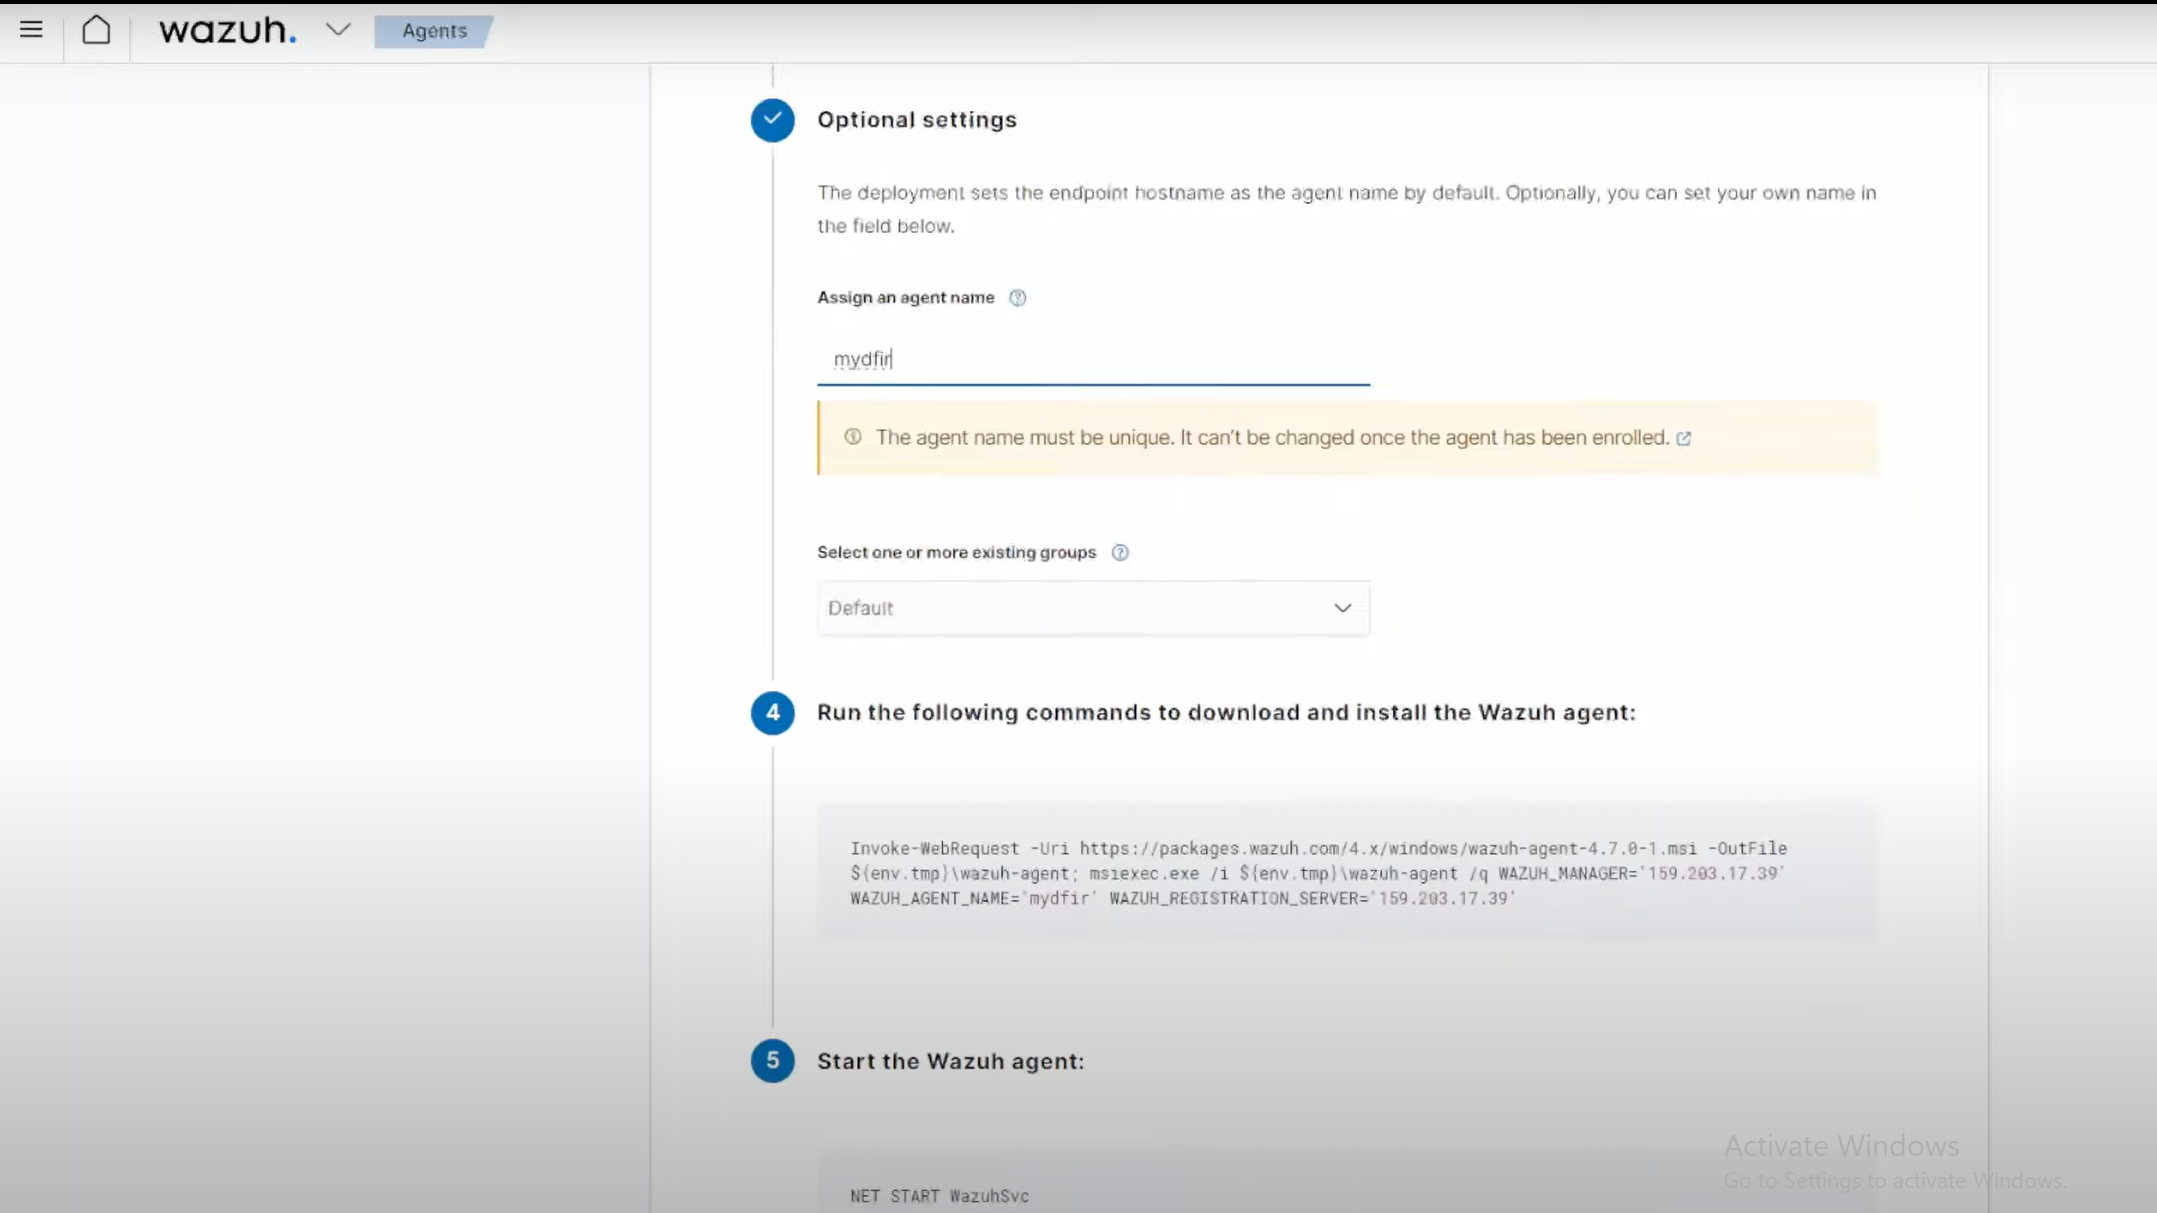 wazuh.
Agents
Optional settings
The deployment sets the endpoint hostname as the agent name by default. Optionally, you can set your own name in
the field below.
Assign an agent name
mydfir
The agent name must be unique. It can't be changed once the agent has been enrolled.
Select one or more existing groups
Default
4 Run the following commands to download and install the Wazuh agent:
Invoke-WebRequest -Uri https://packages.wazuh.com/4.x/windows/wazuh-agent-4.7.0-1.msi -OutFile
${env.tmp}\wazuh-agent; msiexec.exe /i ${env.tmp}\wazuh-agent /q WAZUH_MANAGER='159.203.17.39'
WAZUH_AGENT_NAME='mydfir' WAZUH_REGISTRATION_SERVER='159.203.17.39'
5 Start the Wazuh agent:
NET START WazuhSvc
Activate Windows
Go to Settings to activate Windows.